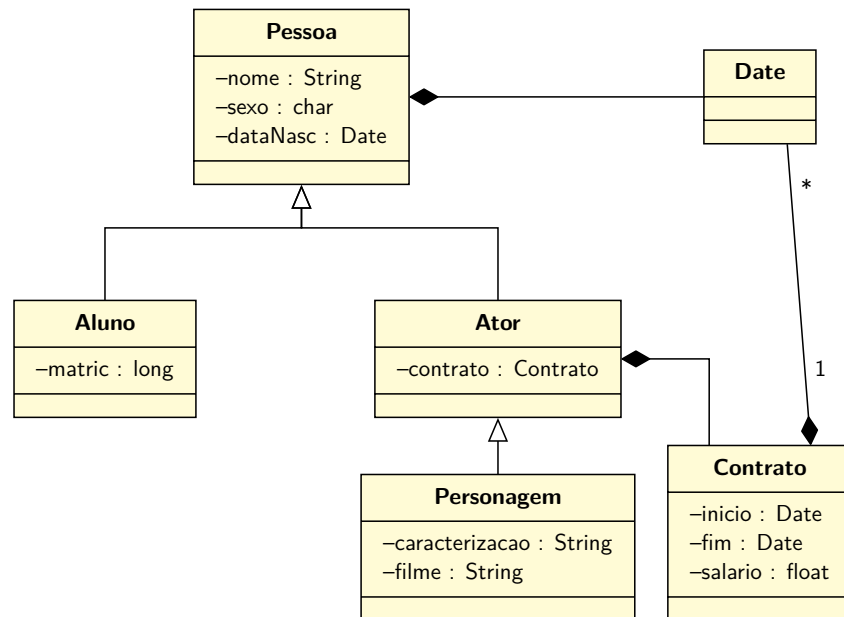 Pessoa
–nome : String
–sexo : char
–dataNasc : Date
Date
*
1
Aluno
–matric : long
Ator
–contrato : Contrato
Personagem
–caracterizacao : String
–filme : String
Contrato
–inicio : Date
–fim : Date
–salario : float